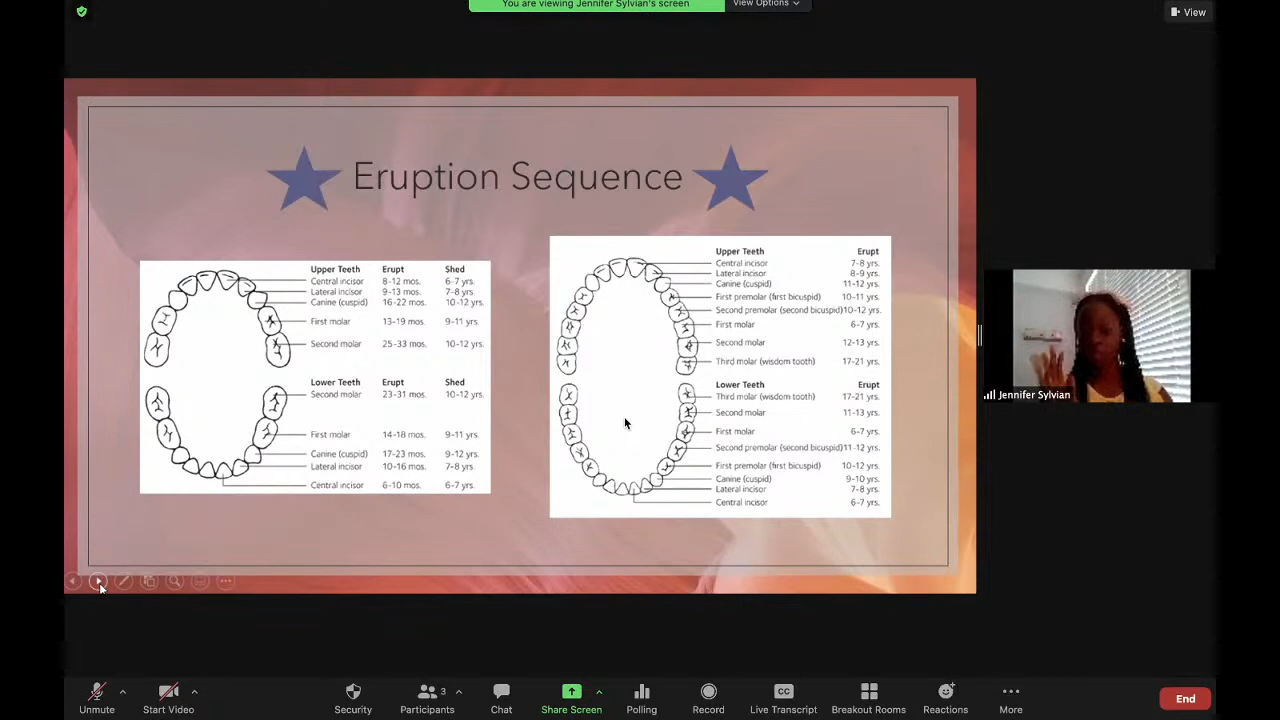 You are viewing Jennifer Sylvian's screen
View Options
View
Eruption Sequence
Upper Teeth Erupt Shed
Central incisor 8-12 mos. 6-7 yrs.
Lateral incisor 9-13 mos. 7-8 yrs.
Canine (cuspid) 16-22 mos. 10-12 yrs.
First molar 13-19 mos. 9-11 yrs.
Second molar 25-33 mos. 10-12 yrs.
Lower Teeth Erupt Shed
Second molar 23-31 mos. 10-12 yrs.
First molar 14-18 mos. 9-11 yrs.
Canine (cuspid) 17-23 mos. 9-12 yrs.
Lateral incisor 10-16 mos. 7-8 yrs
Central incisor 6-10 mos. 6-7 yrs.
Upper Teeth Erupt
Central incisor 7-8 yrs.
Lateral incisor 8-9 yrs.
Canine (cuspid) 11-12 yrs.
First premolar (first bicuspid) 10-11 yrs.
Second premolar (second bicuspid) 10-12 yrs.
First molar 6-7 yrs.
Second molar 12-13 yrs.
Third molar (wisdom tooth) 17-21 yrs.
Lower Teeth Erupt
Third molar (wisdom tooth) 17-21 yrs.
Second molar 11-13 yrs.
First molar 6-7 yrs.
Second premolar (second bicuspid) 11-12 yrs.
First premolar (first bicuspid) 10-12 yrs.
Canine (cuspid) 9-10 yrs.
Lateral incisor 7-8 yrs.
Central incisor 6-7 yrs.
Jennifer Sylvian
3
CC
Unmute Start Video Security Participants Chat Share Screen Polling Record Live Transcript Breakout Rooms Reactions More End